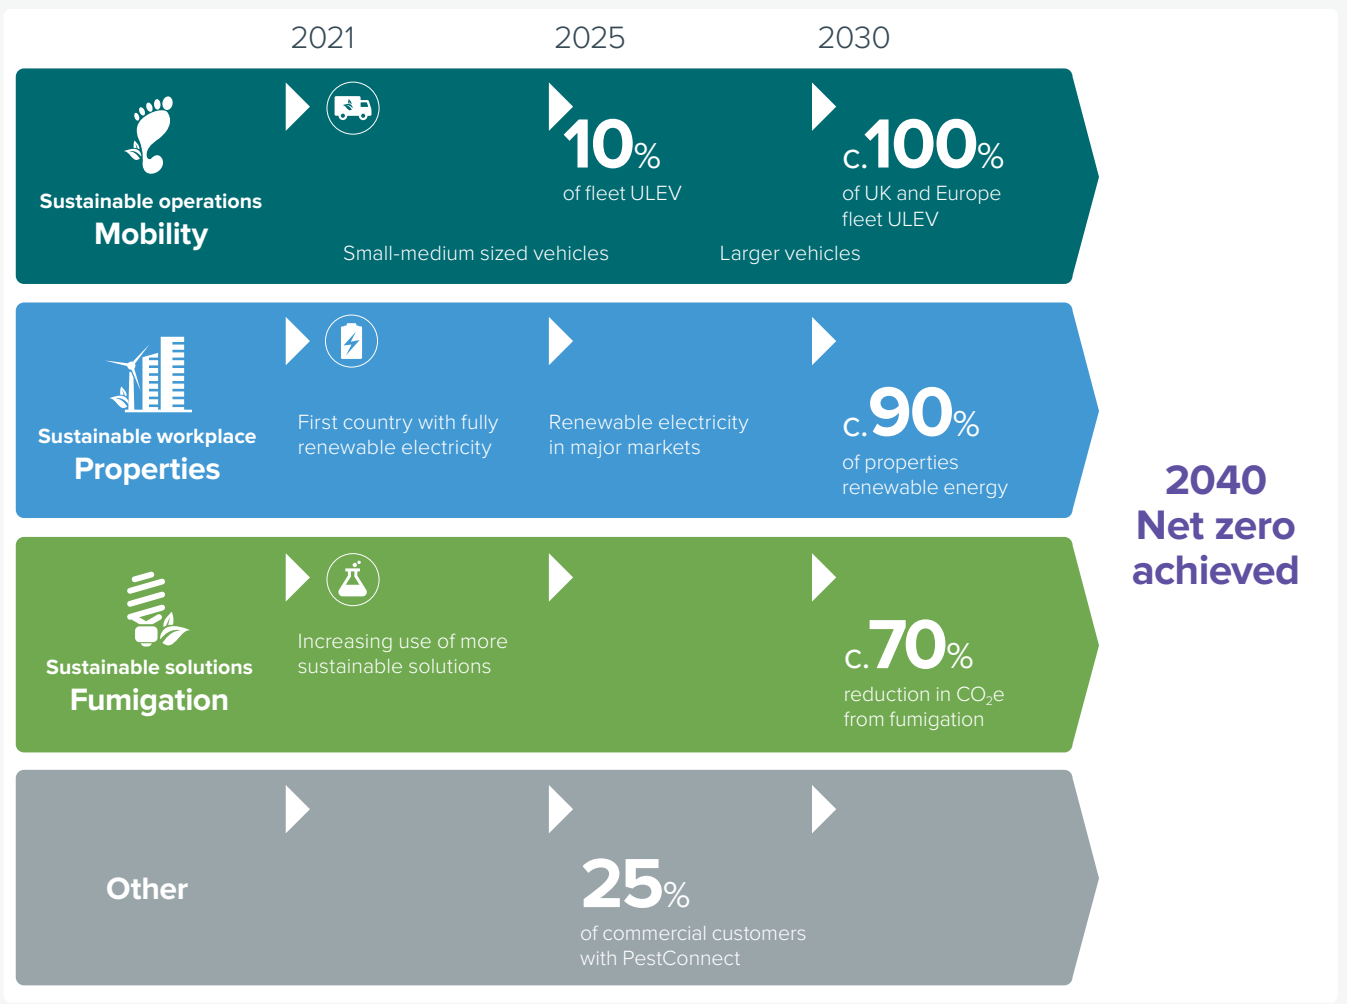 2021 2025 2030
Sustainable operations
Mobility
10%
of fleet ULEV
c.100%
of UK and Europe
fleet ULEV
Small-medium sized vehicles
Larger vehicles
Sustainable workplace
Properties
First country with fully
renewable electricity
Renewable electricity
in major markets
c.90%
of properties
renewable energy
Sustainable solutions
Fumigation
Increasing use of more
sustainable solutions
c.70%
reduction in CO₂e
from fumigation
Other
25%
of commercial customers
with PestConnect
2040
Net zero
achieved